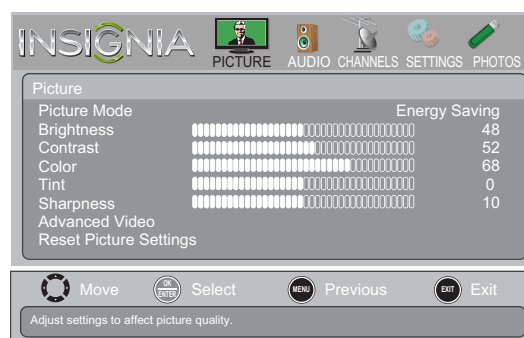 INSIGNIA
PICTURE AUDIO CHANNELS SETTINGS PHOTOS
Picture
Picture Mode Energy Saving
Brightness 48
Contrast 52
Color 68
Tint 0
Sharpness 10
Advanced Video
Reset Picture Settings
Move OK ENTER Select MENU Previous EXIT Exit
Adjust settings to affect picture quality.